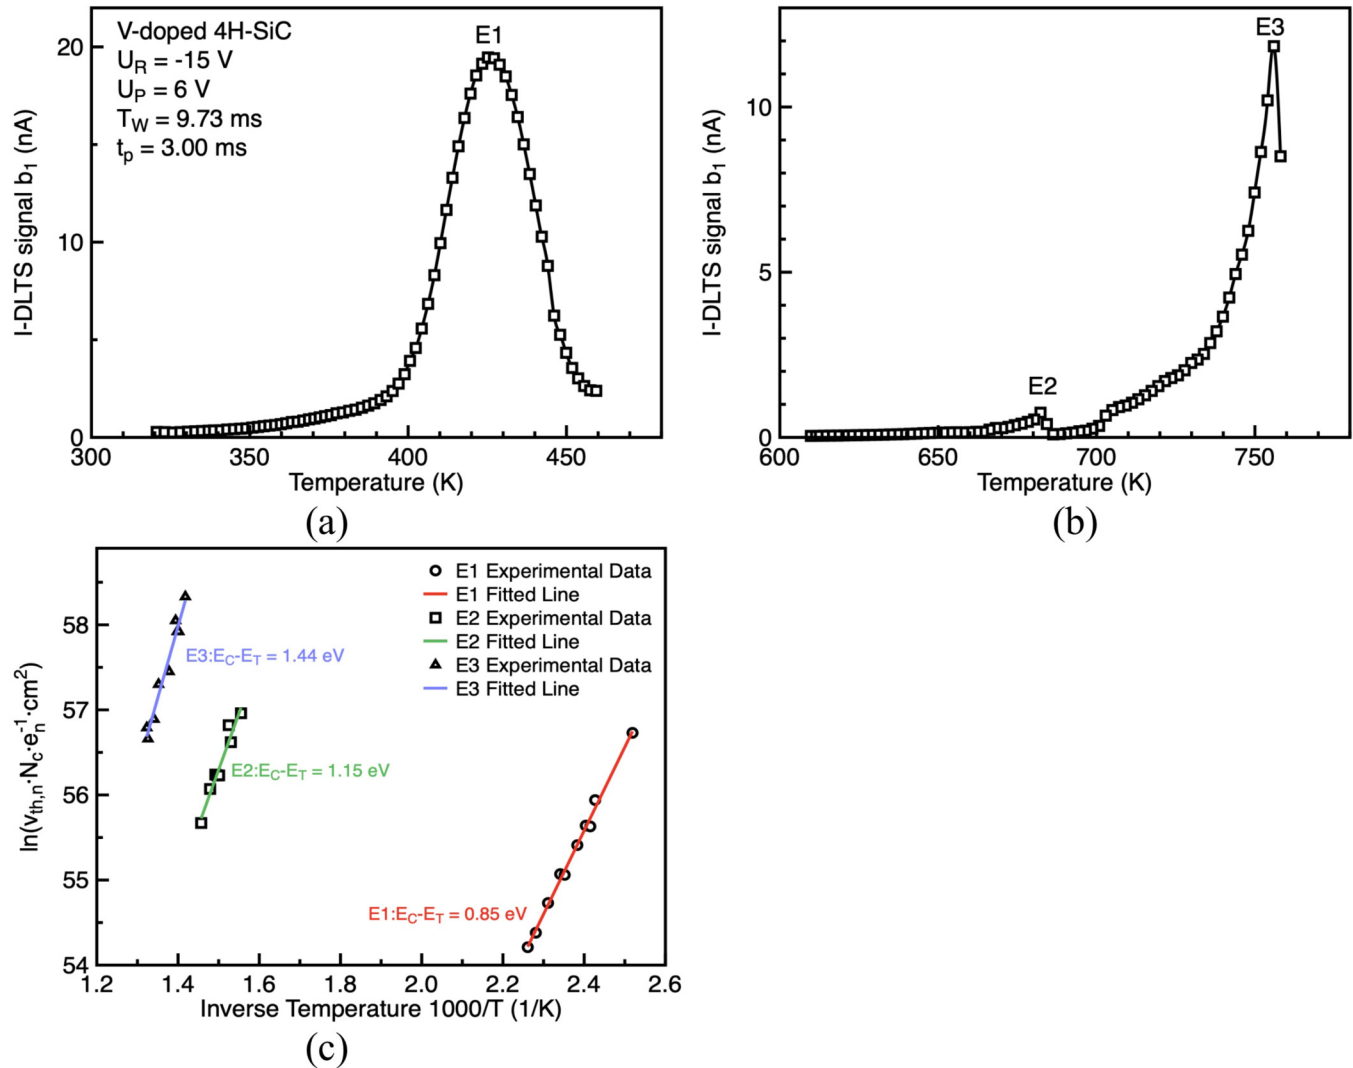 V-doped 4H-SiC
U_R = -15 V
U_P = 6 V
T_W = 9.73 ms
t_p = 3.00 ms
E1
20
10
0
300
350
400
450
I-DLTS signal b_1 (nA)
Temperature (K)
(a)
E3
E2
10
5
0
600
650
700
750
I-DLTS signal b_1 (nA)
Temperature (K)
(b)
E1 Experimental Data
E1 Fitted Line
E2 Experimental Data
E2 Fitted Line
E3 Experimental Data
E3 Fitted Line
E3:E_C-E_T = 1.44 eV
E2:E_C-E_T = 1.15 eV
E1:E_C-E_T = 0.85 eV
58
57
56
55
54
1.2
1.4
1.6
1.8
2.0
2.2
2.4
2.6
ln(v_th,n·N_c·e_n^-1·cm²)
Inverse Temperature 1000/T (1/K)
(c)